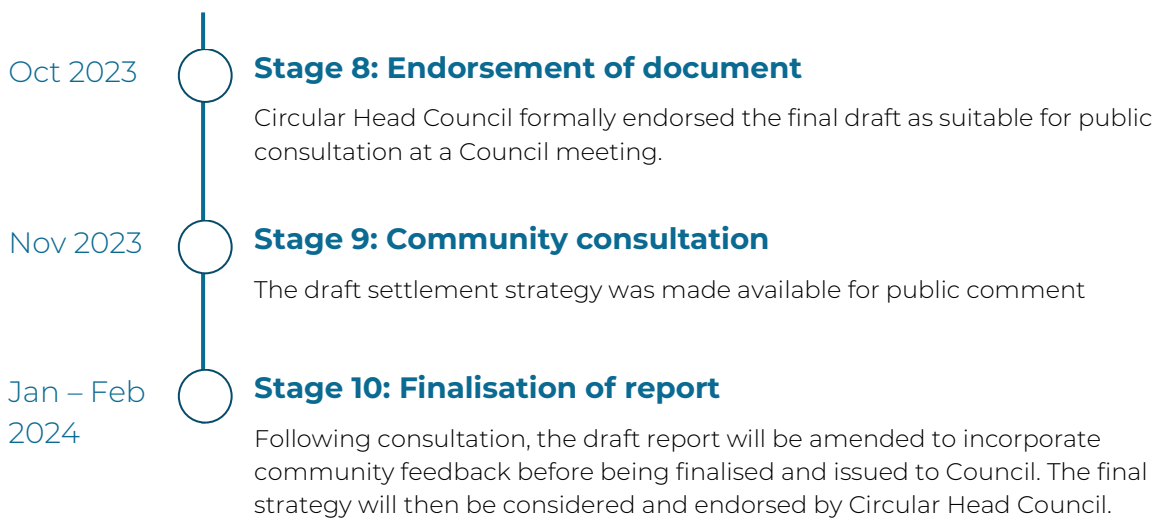 Oct 2023
Stage 8: Endorsement of document
Circular Head Council formally endorsed the final draft as suitable for public
consultation at a Council meeting.
Nov 2023
Stage 9: Community consultation
The draft settlement strategy was made available for public comment
Jan – Feb
2024
Stage 10: Finalisation of report
Following consultation, the draft report will be amended to incorporate
community feedback before being finalised and issued to Council. The final
strategy will then be considered and endorsed by Circular Head Council.